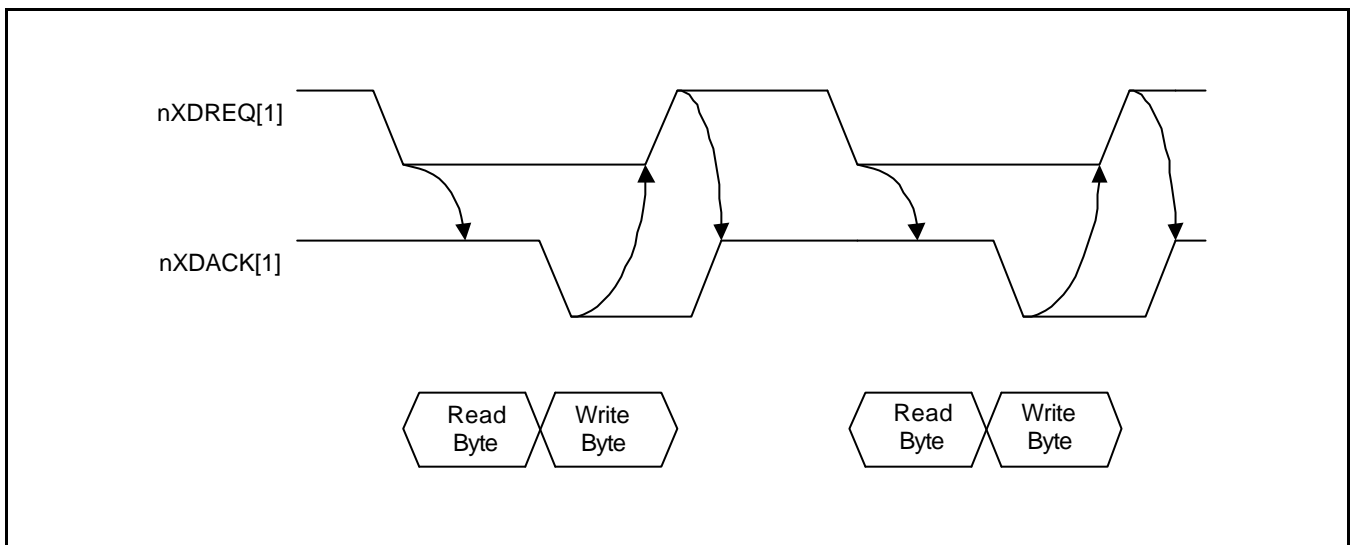 nXDREQ[1]
nXDACK[1]
Read
Byte
Write
Byte
Read
Byte
Write
Byte